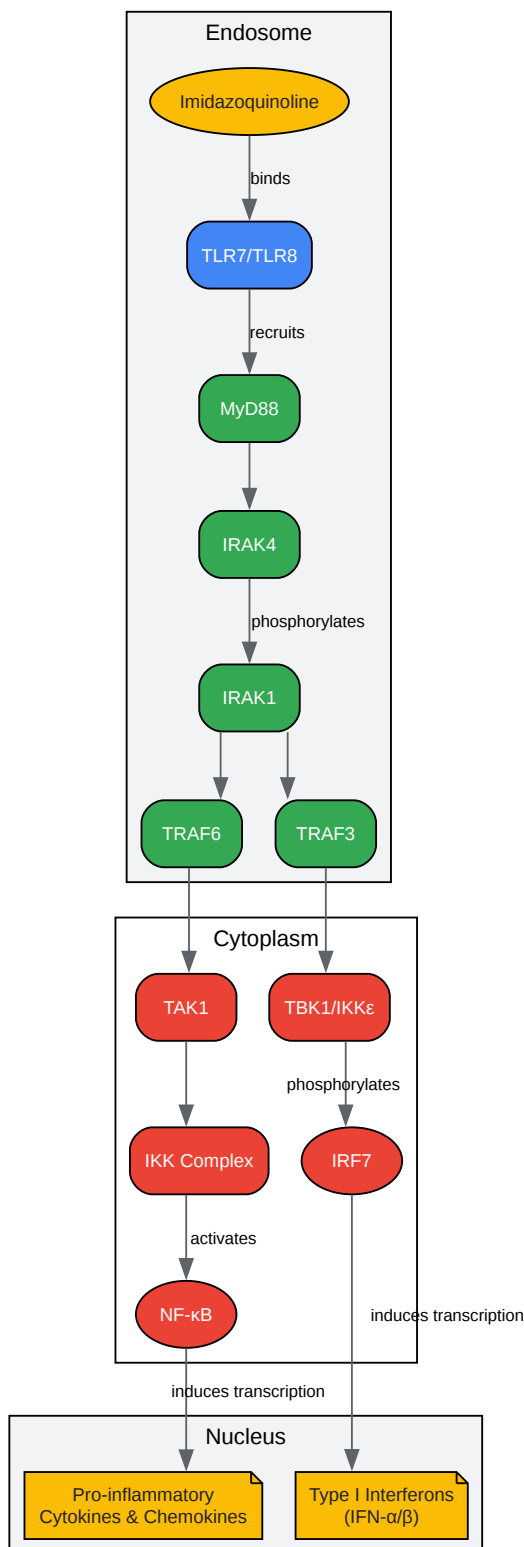 Endosome
Imidazoquinoline
binds
TLR7/TLR8
recruits
MyD88
IRAK4
phosphorylates
IRAK1
TRAF6
TRAF3
Cytoplasm
TAK1
TBK1/IKKε
phosphorylates
IKK Complex
IRF7
activates
NF-κB
induces transcription
induces transcription
Nucleus
Pro-inflammatory
Cytokines & Chemokines
Type I Interferons
(IFN-α/β)